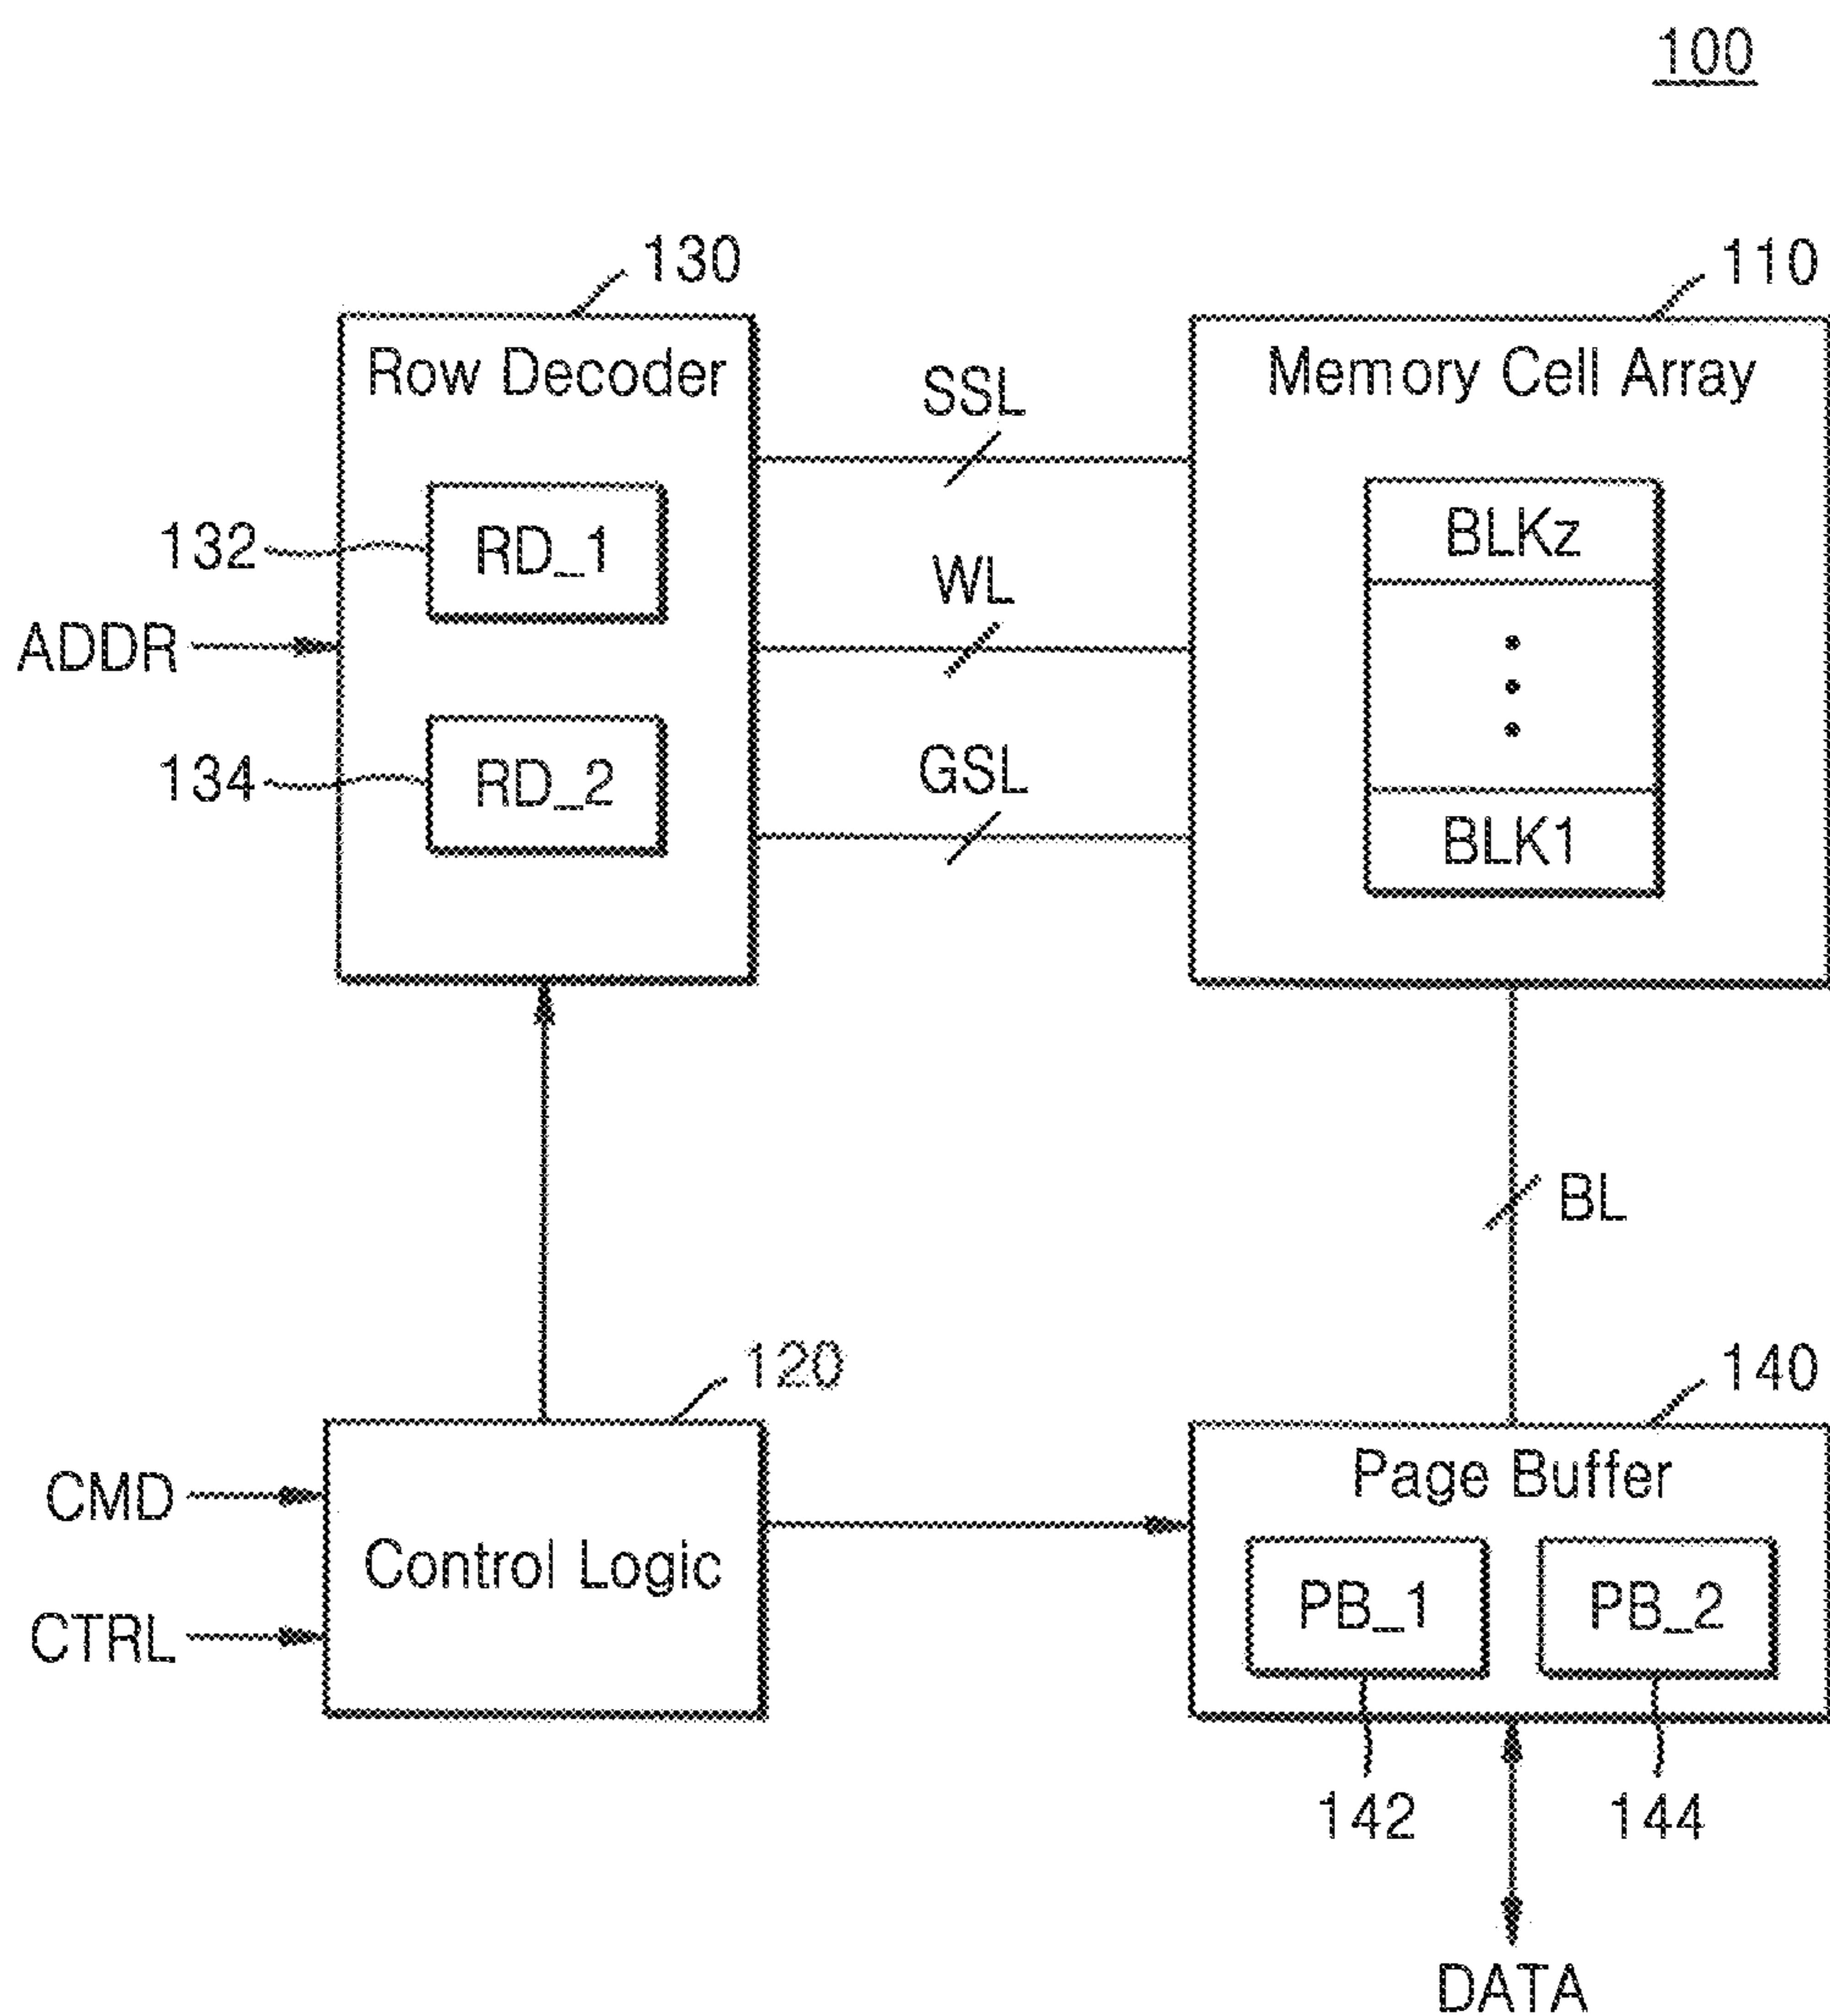 100
130
110
Row Decoder
Memory Cell Array
SSL
132
RD_1
BLKz
WL
ADDR
134
RD_2
GSL
BLK1
BL
120
140
CMD
Control Logic
CTRL
Page Buffer
PB_1
PB_2
142
144
DATA